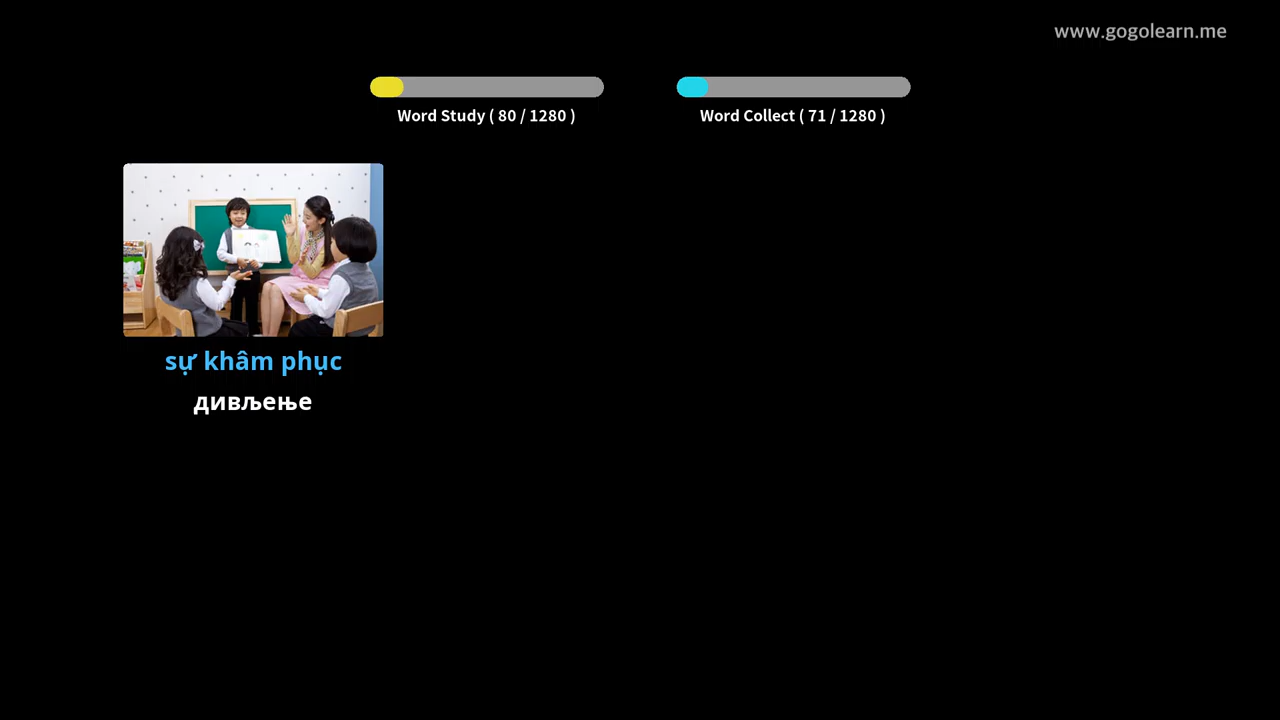 www.gogolearn.me
Word Study ( 80 / 1280 )
Word Collect ( 71 / 1280 )
sự khâm phục
дивљење